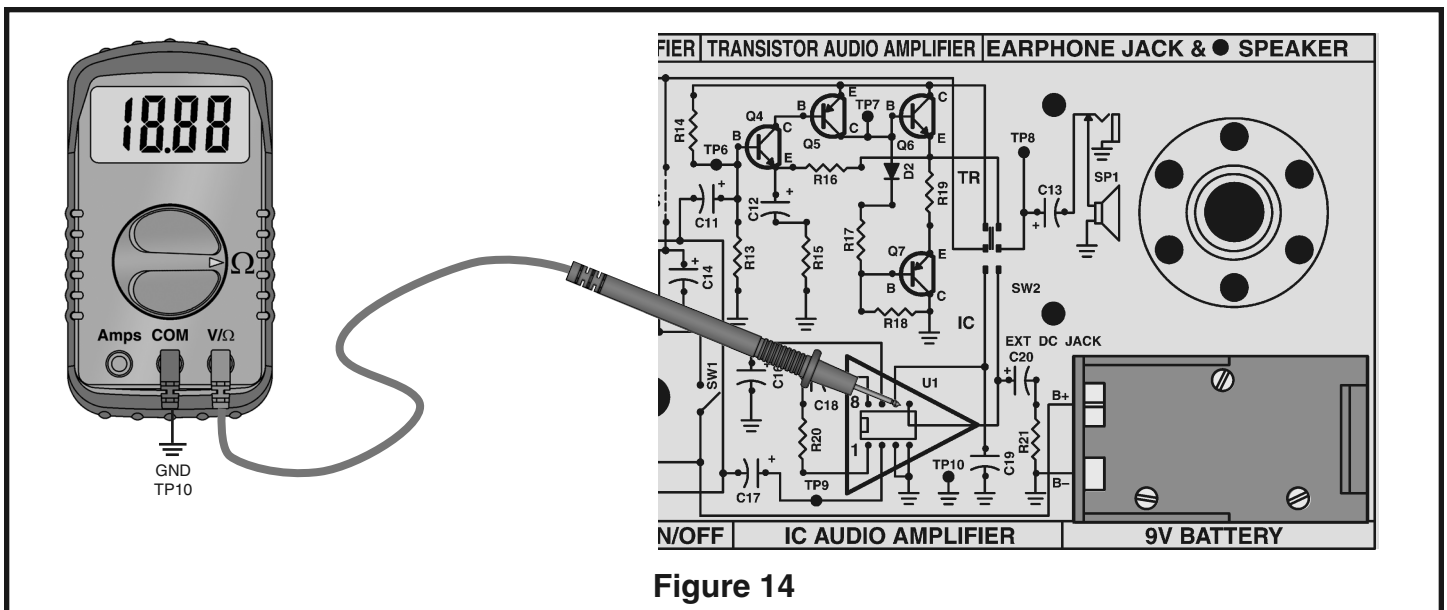 18.88
Ω
Amps COM V/Ω
GND
TP10
FIER TRANSISTOR AUDIO AMPLIFIER EARPHONE JACK & ● SPEAKER
R14
TP6
Q4
B
C
E
B
E
C
Q5
TP7
B
C
E
Q6
D2
R16
R19
TR
TP8
C13
+
SP1
C11
+
C12
+
R13
R15
R17
C14
+
Q7
B
E
C
R18
SW2
IC
EXT DC JACK
C20
+
SW1
C16
+
C18
U1
8
1
R20
R21
B+
B–
C17
+
TP9
TP10
C19
+
N/OFF IC AUDIO AMPLIFIER 9V BATTERY
Figure 14